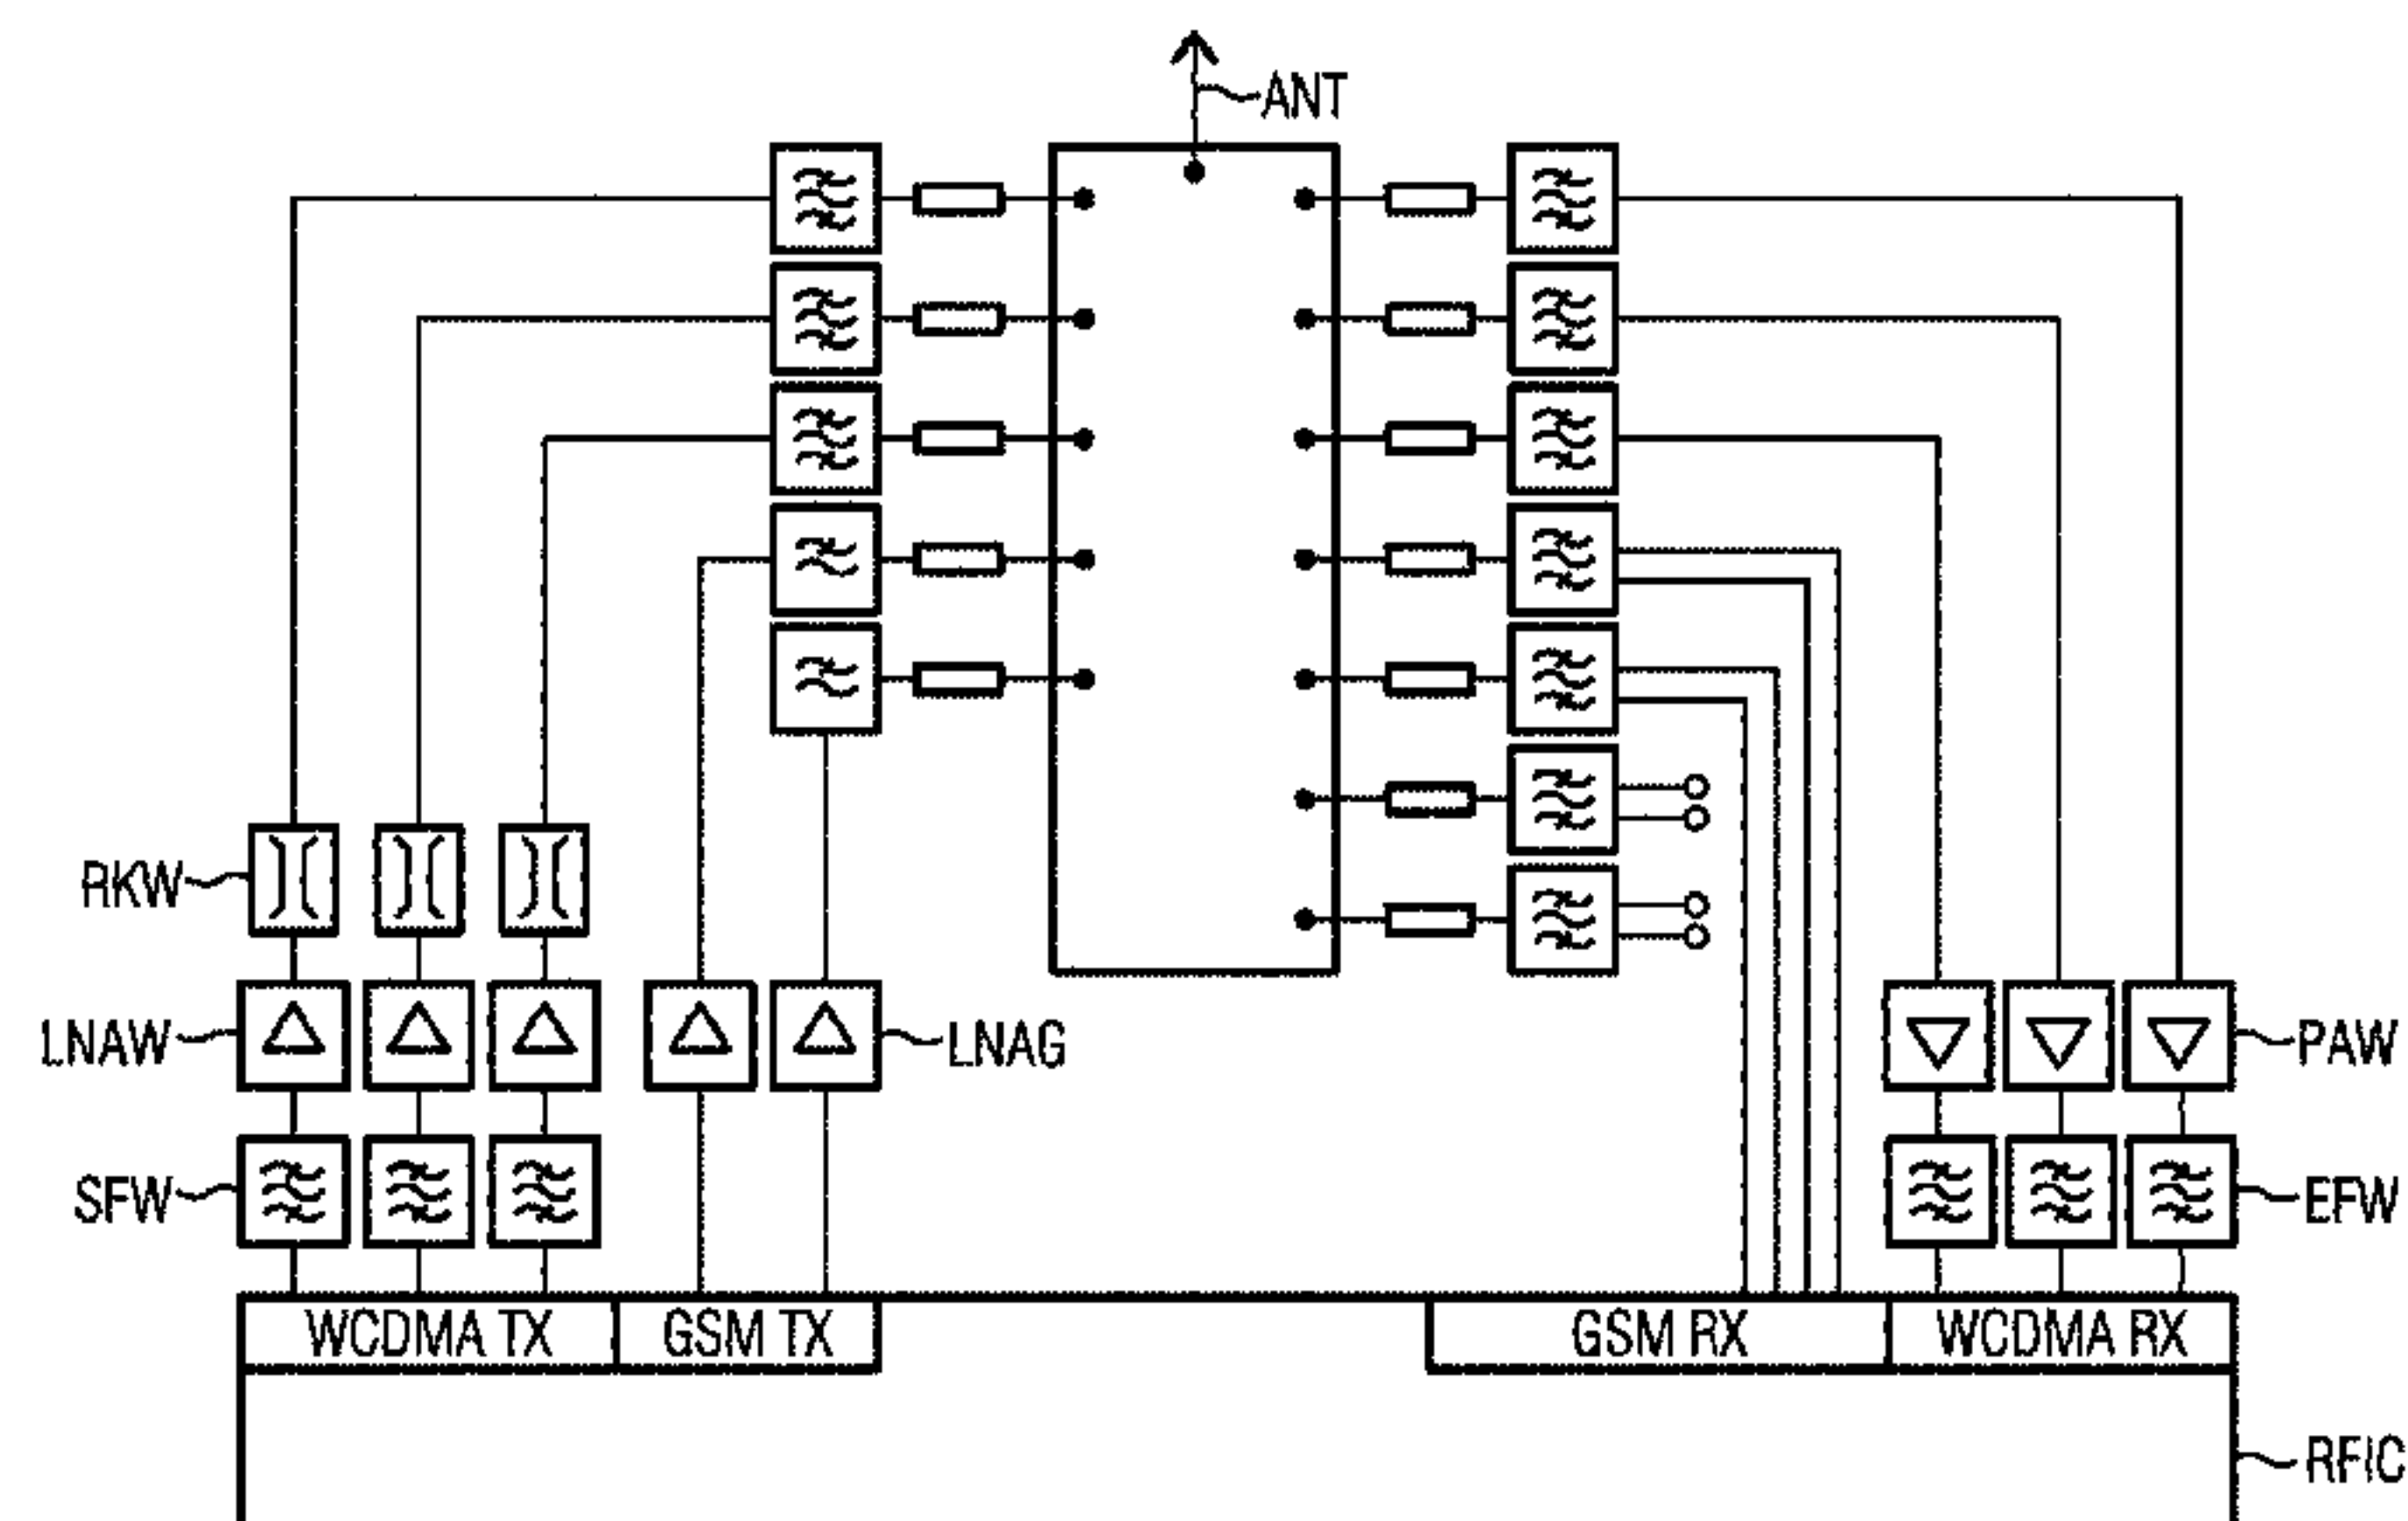 ANT
RKW
LNAW
LNAG
PAW
SFW
EFW
WCDMA TX
GSM TX
GSM RX
WCDMA RX
RFIC